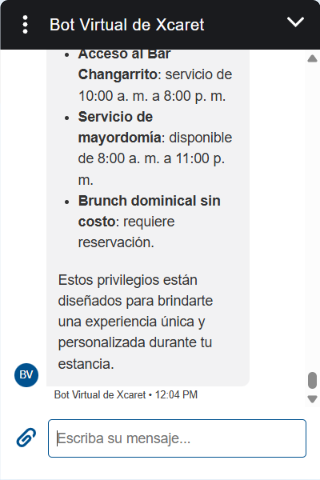 Bot Virtual de Xcaret
Acceso al Bar
Changarrito: servicio de
10:00 a. m. a 8:00 p. m.
Servicio de
mayordomía: disponible
de 8:00 a. m. a 11:00 p.
m.
Brunch dominical sin
costo: requiere
reservación.
Estos privilegios están
diseñados para brindarte
una experiencia única y
personalizada durante tu
estancia.
BV
Bot Virtual de Xcaret • 12:04 PM
Escriba su mensaje...